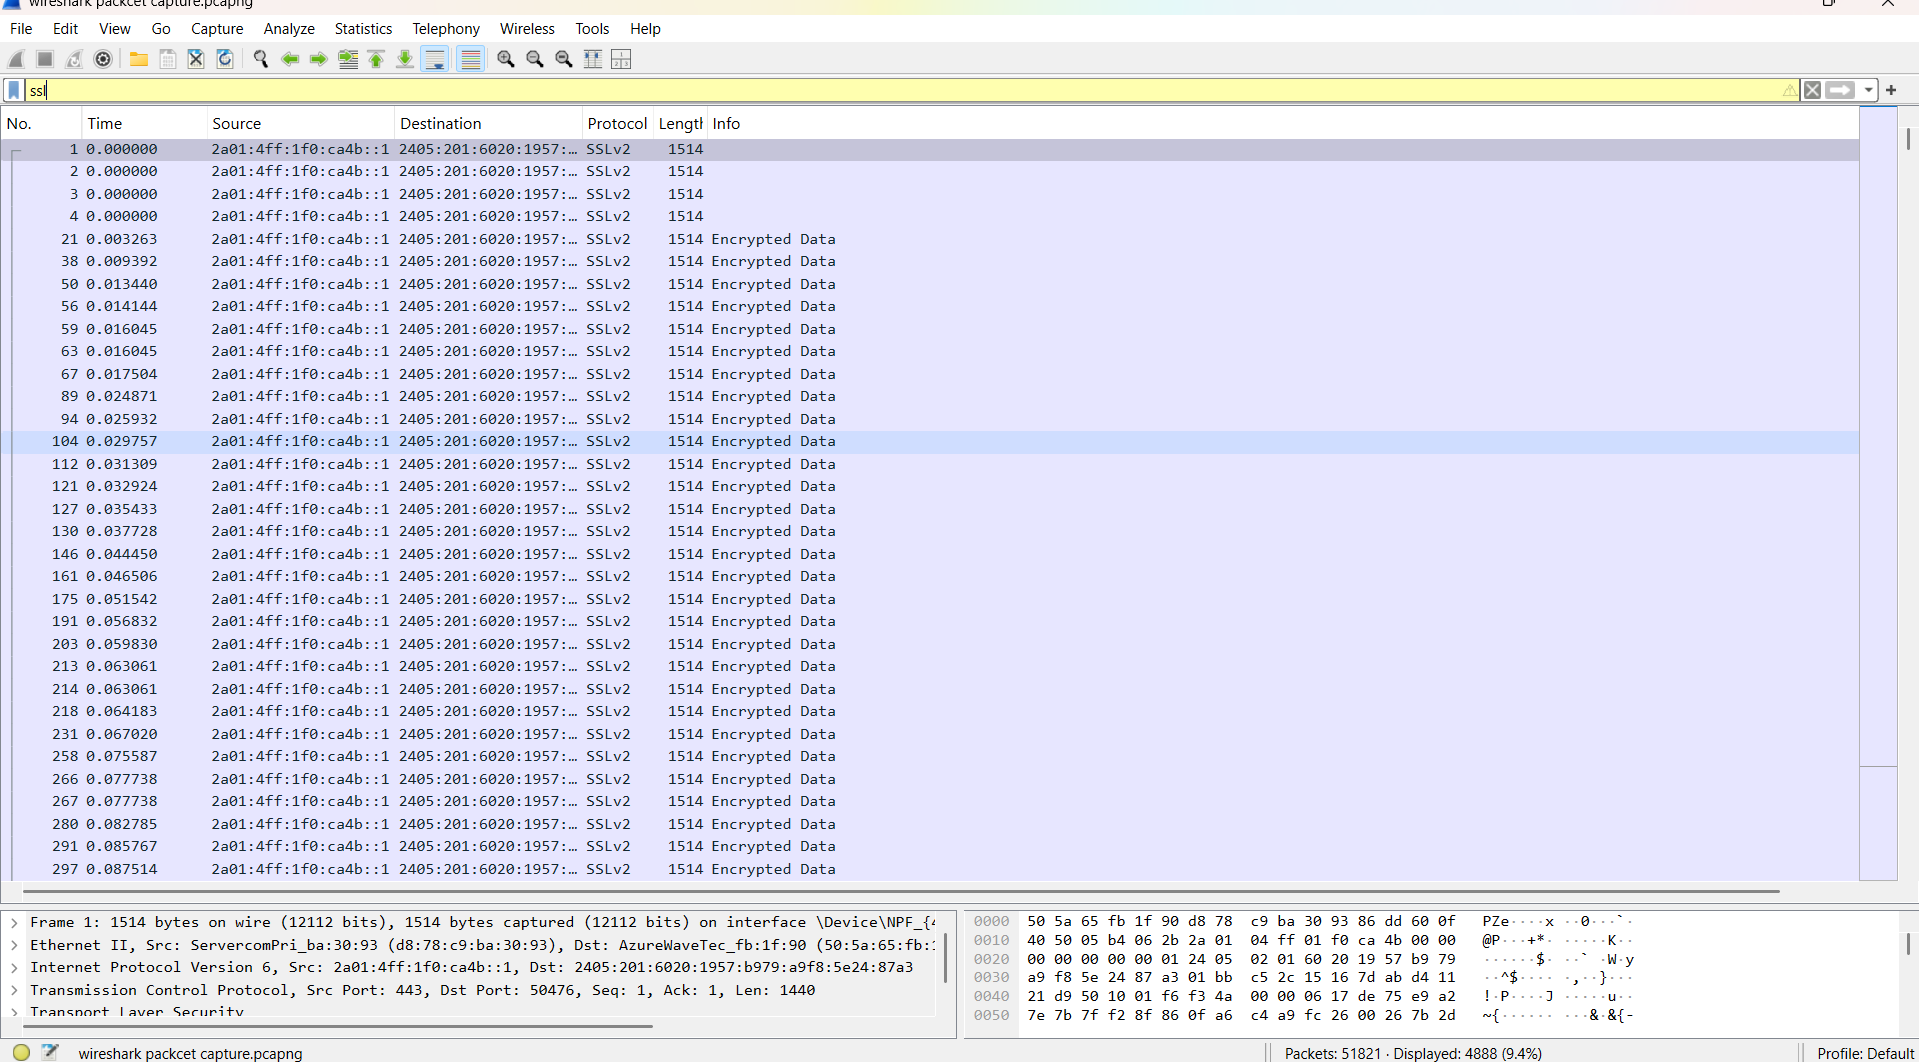 wireshark packcet capture.pcapng
File Edit View Go Capture Analyze Statistics Telephony Wireless Tools Help
ssl
No. Time Source Destination Protocol Length Info
1 0.000000 2a01:4ff:1f0:ca4b::1 2405:201:6020:1957:… SSLv2 1514
2 0.000000 2a01:4ff:1f0:ca4b::1 2405:201:6020:1957:… SSLv2 1514
3 0.000000 2a01:4ff:1f0:ca4b::1 2405:201:6020:1957:… SSLv2 1514
4 0.000000 2a01:4ff:1f0:ca4b::1 2405:201:6020:1957:… SSLv2 1514
21 0.003263 2a01:4ff:1f0:ca4b::1 2405:201:6020:1957:… SSLv2 1514 Encrypted Data
38 0.009392 2a01:4ff:1f0:ca4b::1 2405:201:6020:1957:… SSLv2 1514 Encrypted Data
50 0.013440 2a01:4ff:1f0:ca4b::1 2405:201:6020:1957:… SSLv2 1514 Encrypted Data
56 0.014144 2a01:4ff:1f0:ca4b::1 2405:201:6020:1957:… SSLv2 1514 Encrypted Data
59 0.016045 2a01:4ff:1f0:ca4b::1 2405:201:6020:1957:… SSLv2 1514 Encrypted Data
63 0.016045 2a01:4ff:1f0:ca4b::1 2405:201:6020:1957:… SSLv2 1514 Encrypted Data
67 0.017504 2a01:4ff:1f0:ca4b::1 2405:201:6020:1957:… SSLv2 1514 Encrypted Data
89 0.024871 2a01:4ff:1f0:ca4b::1 2405:201:6020:1957:… SSLv2 1514 Encrypted Data
94 0.025932 2a01:4ff:1f0:ca4b::1 2405:201:6020:1957:… SSLv2 1514 Encrypted Data
104 0.029757 2a01:4ff:1f0:ca4b::1 2405:201:6020:1957:… SSLv2 1514 Encrypted Data
112 0.031309 2a01:4ff:1f0:ca4b::1 2405:201:6020:1957:… SSLv2 1514 Encrypted Data
121 0.032924 2a01:4ff:1f0:ca4b::1 2405:201:6020:1957:… SSLv2 1514 Encrypted Data
127 0.035433 2a01:4ff:1f0:ca4b::1 2405:201:6020:1957:… SSLv2 1514 Encrypted Data
130 0.037728 2a01:4ff:1f0:ca4b::1 2405:201:6020:1957:… SSLv2 1514 Encrypted Data
146 0.044450 2a01:4ff:1f0:ca4b::1 2405:201:6020:1957:… SSLv2 1514 Encrypted Data
161 0.046506 2a01:4ff:1f0:ca4b::1 2405:201:6020:1957:… SSLv2 1514 Encrypted Data
175 0.051542 2a01:4ff:1f0:ca4b::1 2405:201:6020:1957:… SSLv2 1514 Encrypted Data
191 0.056832 2a01:4ff:1f0:ca4b::1 2405:201:6020:1957:… SSLv2 1514 Encrypted Data
203 0.059830 2a01:4ff:1f0:ca4b::1 2405:201:6020:1957:… SSLv2 1514 Encrypted Data
213 0.063061 2a01:4ff:1f0:ca4b::1 2405:201:6020:1957:… SSLv2 1514 Encrypted Data
214 0.063061 2a01:4ff:1f0:ca4b::1 2405:201:6020:1957:… SSLv2 1514 Encrypted Data
218 0.064183 2a01:4ff:1f0:ca4b::1 2405:201:6020:1957:… SSLv2 1514 Encrypted Data
231 0.067020 2a01:4ff:1f0:ca4b::1 2405:201:6020:1957:… SSLv2 1514 Encrypted Data
258 0.075587 2a01:4ff:1f0:ca4b::1 2405:201:6020:1957:… SSLv2 1514 Encrypted Data
266 0.077738 2a01:4ff:1f0:ca4b::1 2405:201:6020:1957:… SSLv2 1514 Encrypted Data
267 0.077738 2a01:4ff:1f0:ca4b::1 2405:201:6020:1957:… SSLv2 1514 Encrypted Data
280 0.082785 2a01:4ff:1f0:ca4b::1 2405:201:6020:1957:… SSLv2 1514 Encrypted Data
291 0.085767 2a01:4ff:1f0:ca4b::1 2405:201:6020:1957:… SSLv2 1514 Encrypted Data
297 0.087514 2a01:4ff:1f0:ca4b::1 2405:201:6020:1957:… SSLv2 1514 Encrypted Data
Frame 1: 1514 bytes on wire (12112 bits), 1514 bytes captured (12112 bits) on interface \Device\NPF_{4
Ethernet II, Src: ServercomPri_ba:30:93 (d8:78:c9:ba:30:93), Dst: AzureWaveTec_fb:1f:90 (50:5a:65:fb:1
Internet Protocol Version 6, Src: 2a01:4ff:1f0:ca4b::1, Dst: 2405:201:6020:1957:b979:a9f8:5e24:87a3
Transmission Control Protocol, Src Port: 443, Dst Port: 50476, Seq: 1, Ack: 1, Len: 1440
Transport Layer Security
0000 50 5a 65 fb 1f 90 d8 78 c9 ba 30 93 86 dd 60 0f PZe····x ··0···`·
0010 40 50 05 b4 06 2b 2a 01 04 ff 01 f0 ca 4b 00 00 @P···+*· ·····K··
0020 00 00 00 00 00 01 24 05 02 01 60 20 19 57 b9 79 ······$· ··` ·W·y
0030 a9 f8 5e 24 87 a3 01 bb c5 2c 15 16 7d ab d4 11 ··^$···· ·,··}···
0040 21 d9 50 10 01 f6 f3 4a 00 00 06 17 de 75 e9 a2 !·P····J ·····u··
0050 7e 7b 7f f2 8f 86 0f a6 c4 a9 fc 26 00 26 7b 2d ~{······ ···&·&{-
wireshark packcet capture.pcapng Packets: 51821 · Displayed: 4888 (9.4%) Profile: Default